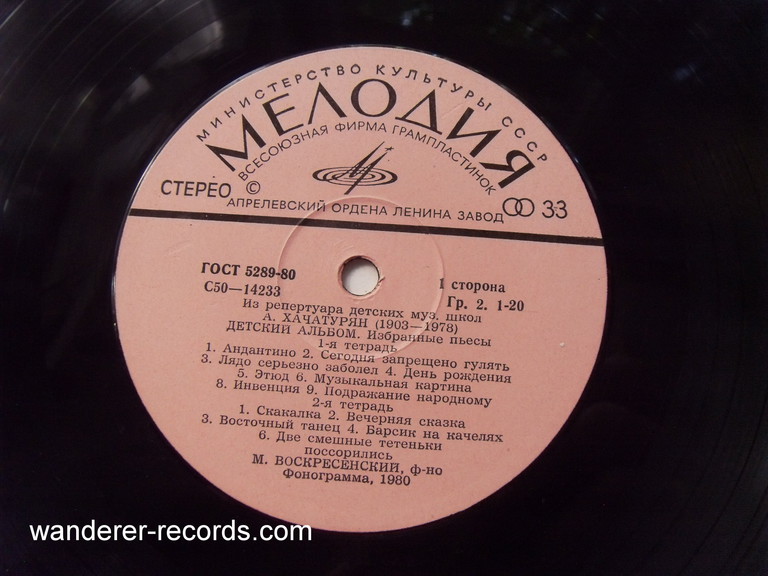 МИНИСТЕРСТВО КУЛЬТУРЫ СССР
МЕЛОДИЯ
ВСЕСОЮЗНАЯ ФИРМА ГРАМПЛАСТИНОК
СТЕРЕО ©
33
АПРЕЛЕВСКИЙ ОРДЕНА ЛЕНИНА ЗАВОД
ГОСТ 5289-80
1 сторона
С50—14233
Гр. 2. 1-20
Из репертуара детских муз. школ
А. ХАЧАТУРЯН (1903—1978)
ДЕТСКИЙ АЛЬБОМ. Избранные пьесы
1-я тетрадь
1. Андантино 2. Сегодня запрещено гулять
3. Лядо серьезно заболел 4. День рождения
5. Этюд 6. Музыкальная картина
8. Инвенция 9. Подражание народному
2-я тетрадь
1. Скакалка 2. Вечерняя сказка
3. Восточный танец 4. Барсик на качелях
6. Две смешные тетеньки
поссорились
М. ВОСКРЕСЕНСКИЙ, ф-но
Фонограмма, 1980
wanderer-records.com